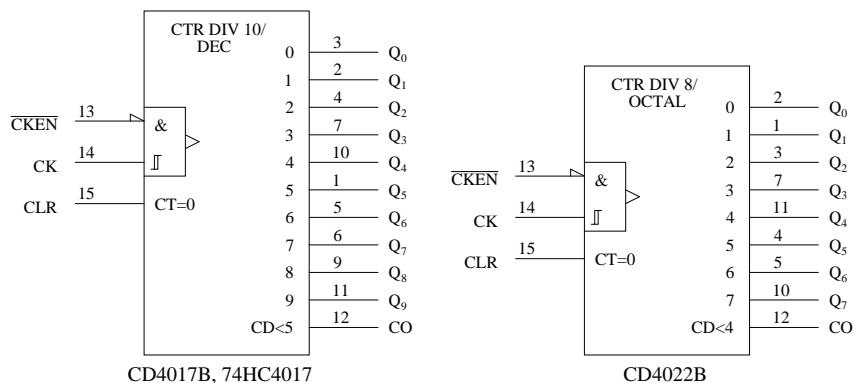 CTR DIV 10/
DEC
0 3 Q0
1 2 Q1
2 4 Q2
3 7 Q3
4 10 Q4
5 1 Q5
6 5 Q6
7 6 Q7
8 9 Q8
9 11 Q9
CD<5 12 CO
CKEN 13 &
CK 14
CLR 15 CT=0
CD4017B, 74HC4017
CTR DIV 8/
OCTAL
0 2 Q0
1 1 Q1
2 3 Q2
3 7 Q3
4 11 Q4
5 4 Q5
6 5 Q6
7 10 Q7
CD<4 12 CO
CKEN 13 &
CK 14
CLR 15 CT=0
CD4022B